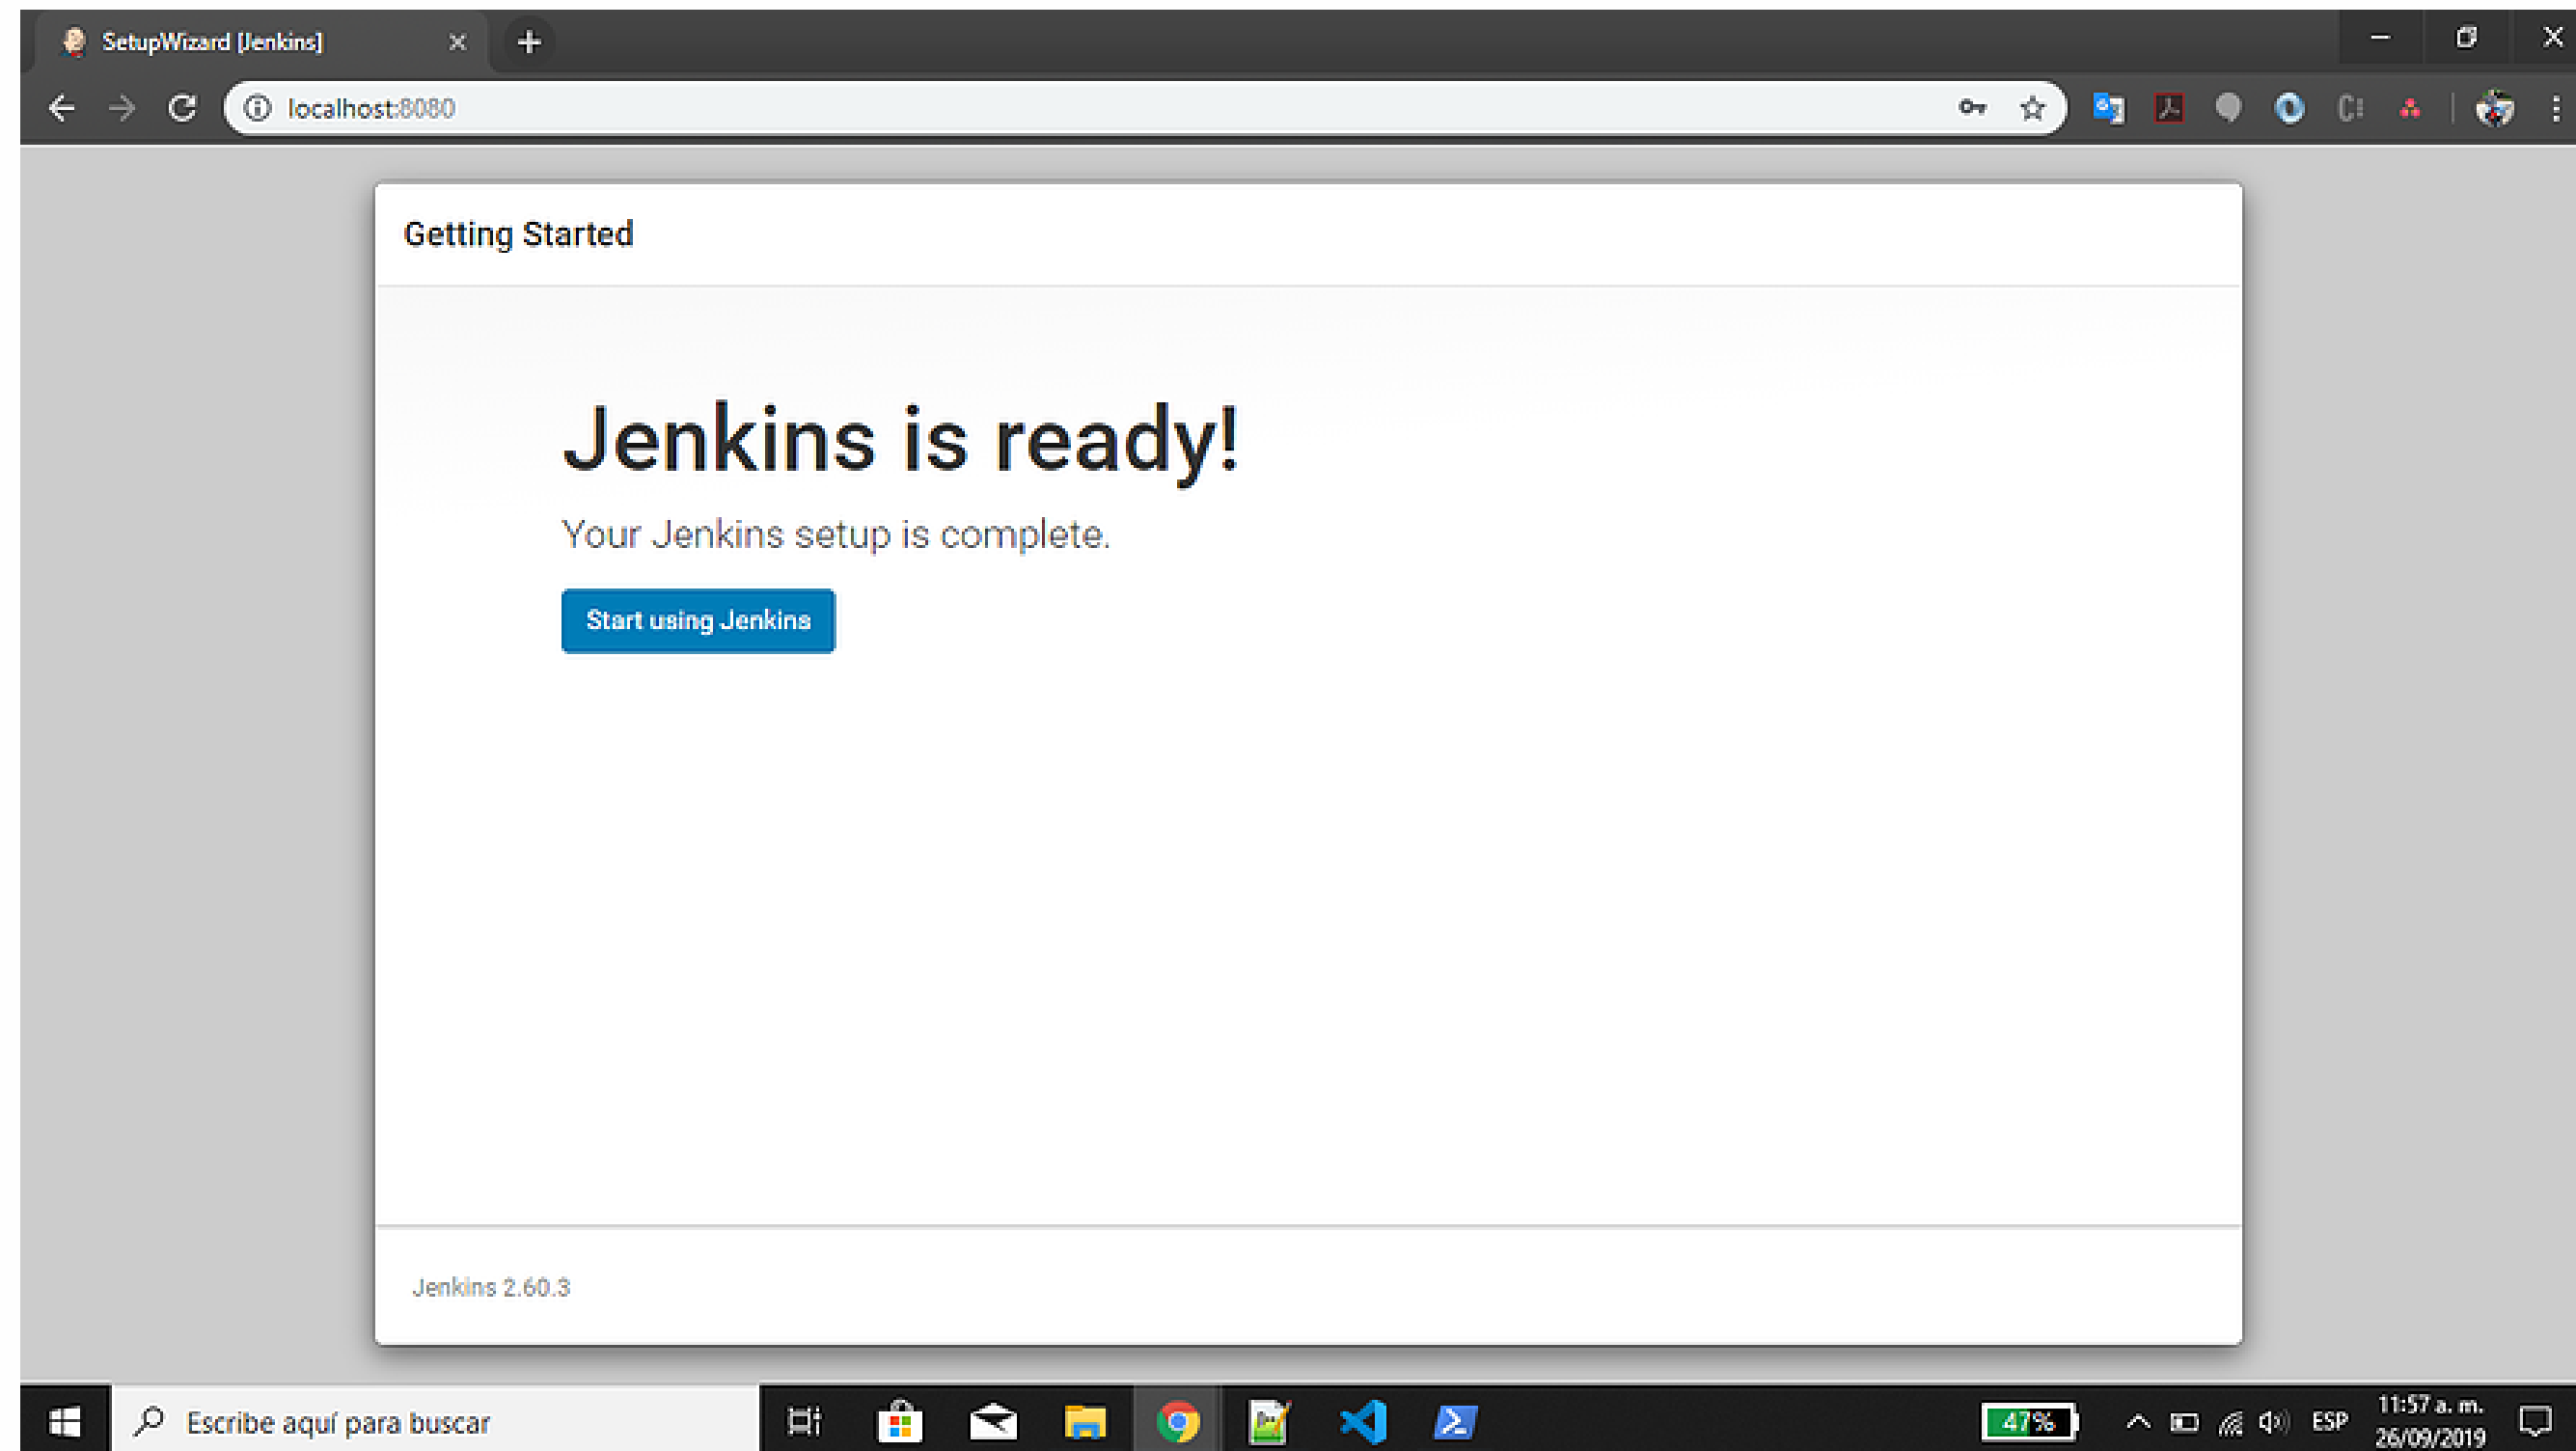 SetupWizard [Jenkins]
localhost:8080
Getting Started
Jenkins is ready!
Your Jenkins setup is complete.
Start using Jenkins
Jenkins 2.60.3
Escribe aquí para buscar
47%
ESP
11:57 a. m.
26/09/2019